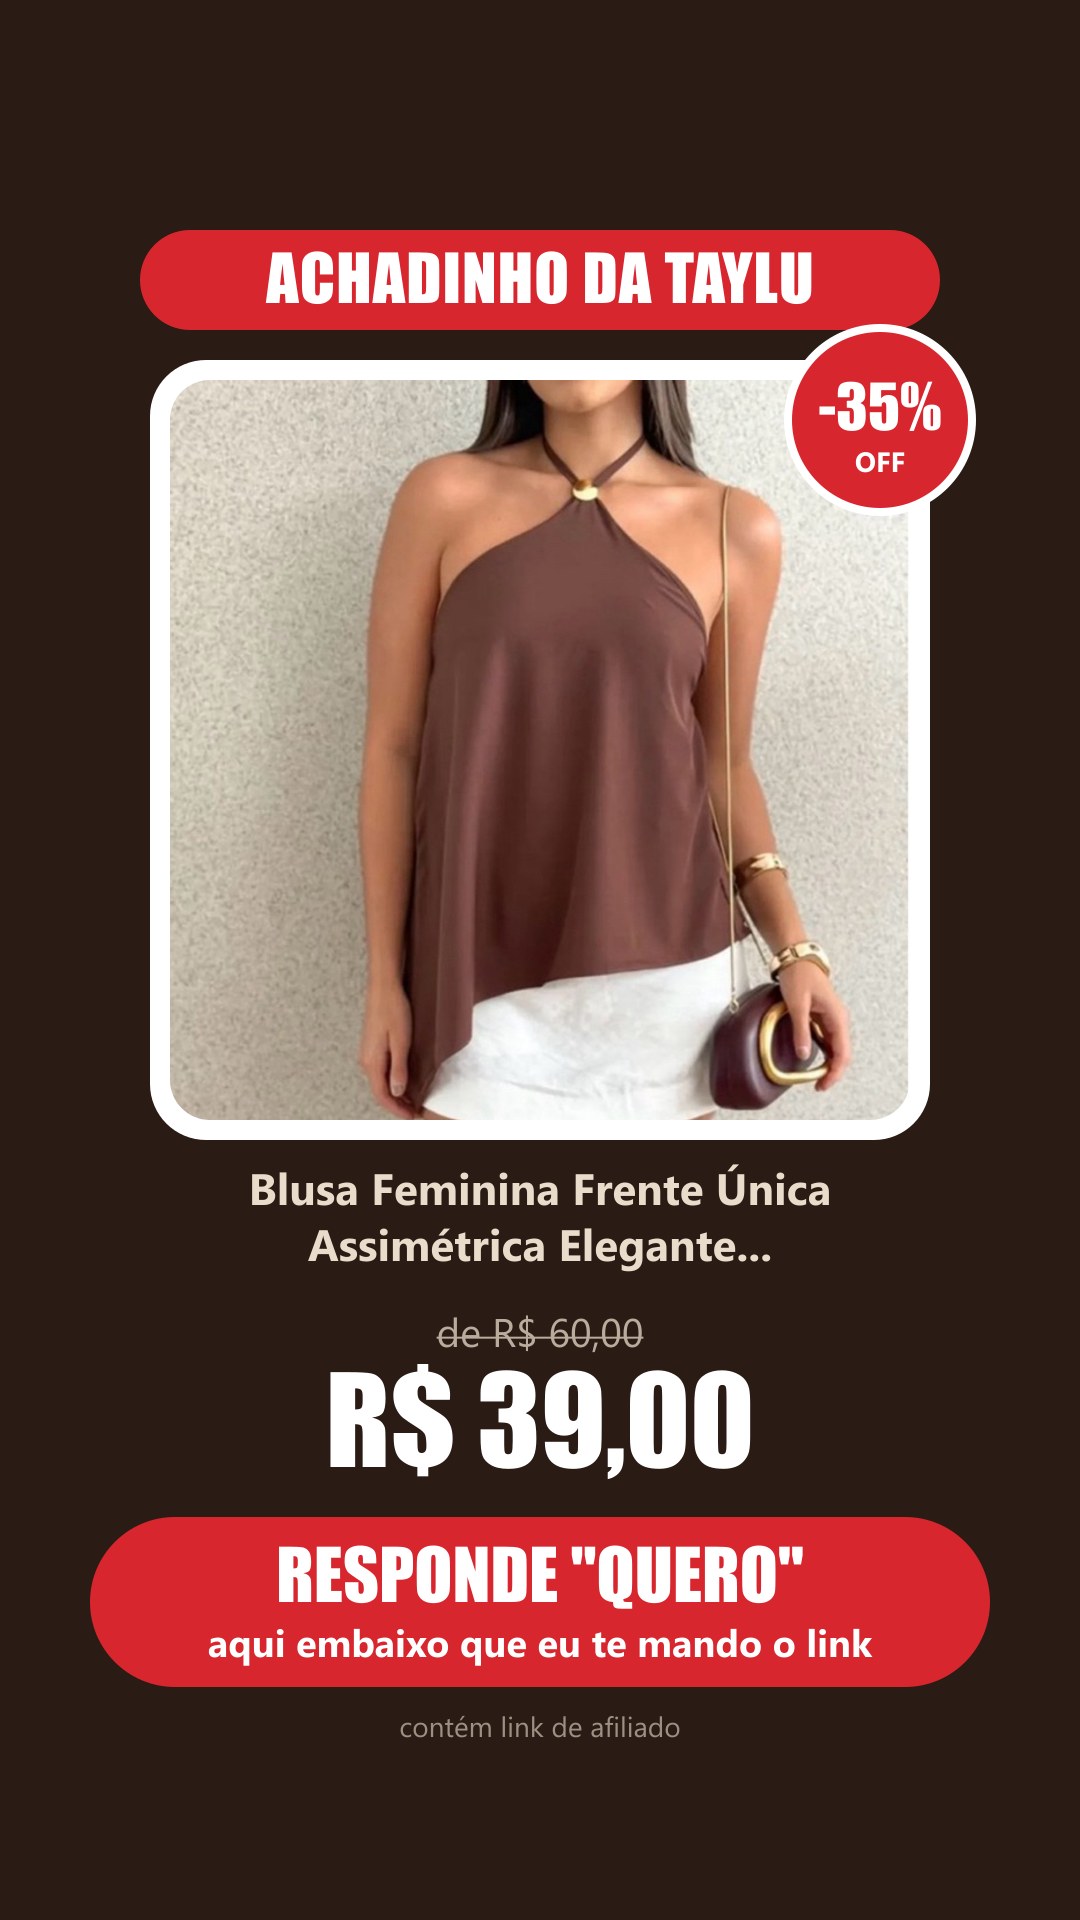 ACHADINHO DA TAYLU
-35%
OFF
Blusa Feminina Frente Única
Assimétrica Elegante...
de R$ 60,00
R$ 39,00
RESPONDE "QUERO"
aqui embaixo que eu te mando o link
contém link de afiliado